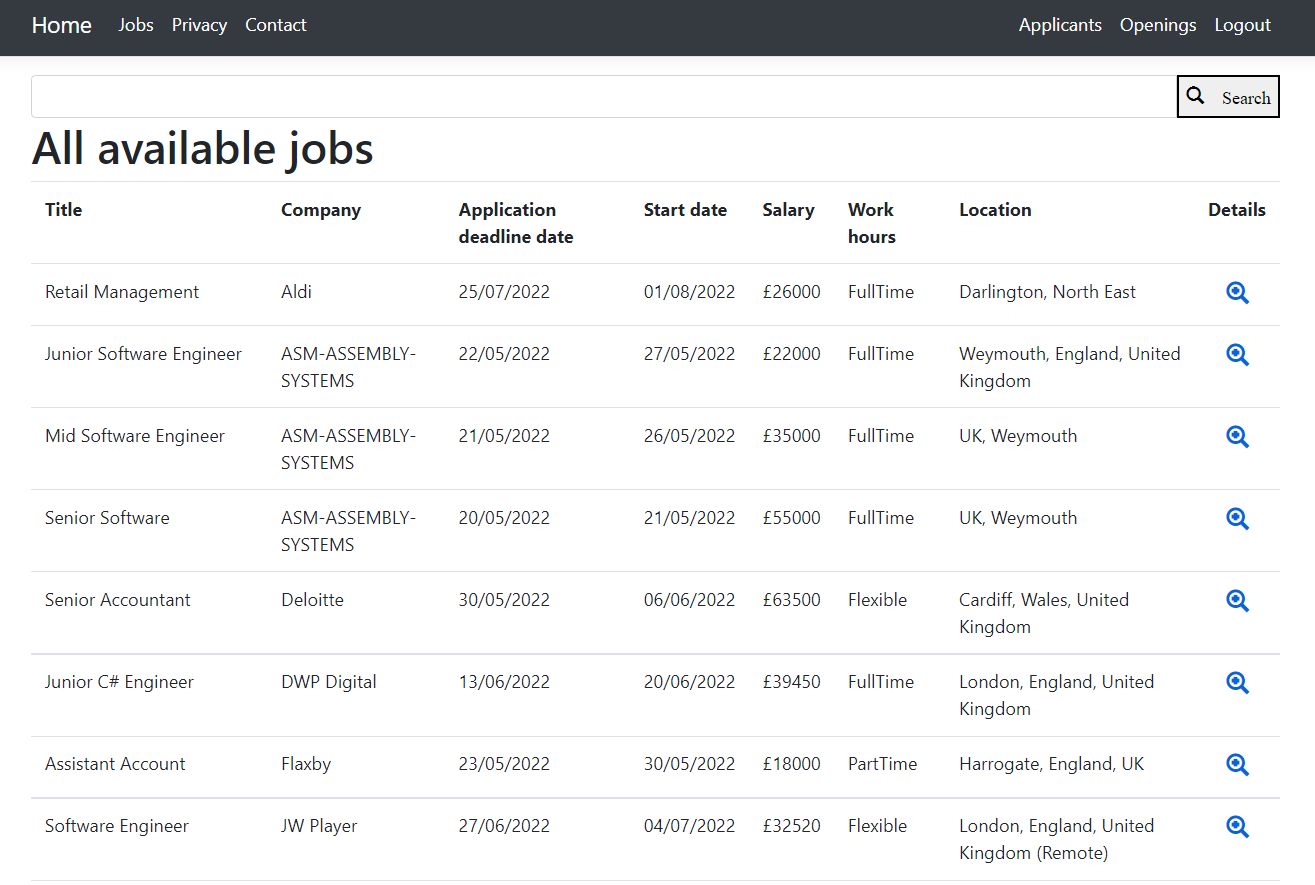 Home Jobs Privacy Contact Applicants Openings Logout
Search
All available jobs
Title Company Application deadline date Start date Salary Work hours Location Details
Retail Management Aldi 25/07/2022 01/08/2022 £26000 FullTime Darlington, North East
Junior Software Engineer ASM-ASSEMBLY-SYSTEMS 22/05/2022 27/05/2022 £22000 FullTime Weymouth, England, United Kingdom
Mid Software Engineer ASM-ASSEMBLY-SYSTEMS 21/05/2022 26/05/2022 £35000 FullTime UK, Weymouth
Senior Software ASM-ASSEMBLY-SYSTEMS 20/05/2022 21/05/2022 £55000 FullTime UK, Weymouth
Senior Accountant Deloitte 30/05/2022 06/06/2022 £63500 Flexible Cardiff, Wales, United Kingdom
Junior C# Engineer DWP Digital 13/06/2022 20/06/2022 £39450 FullTime London, England, United Kingdom
Assistant Account Flaxby 23/05/2022 30/05/2022 £18000 PartTime Harrogate, England, UK
Software Engineer JW Player 27/06/2022 04/07/2022 £32520 Flexible London, England, United Kingdom (Remote)